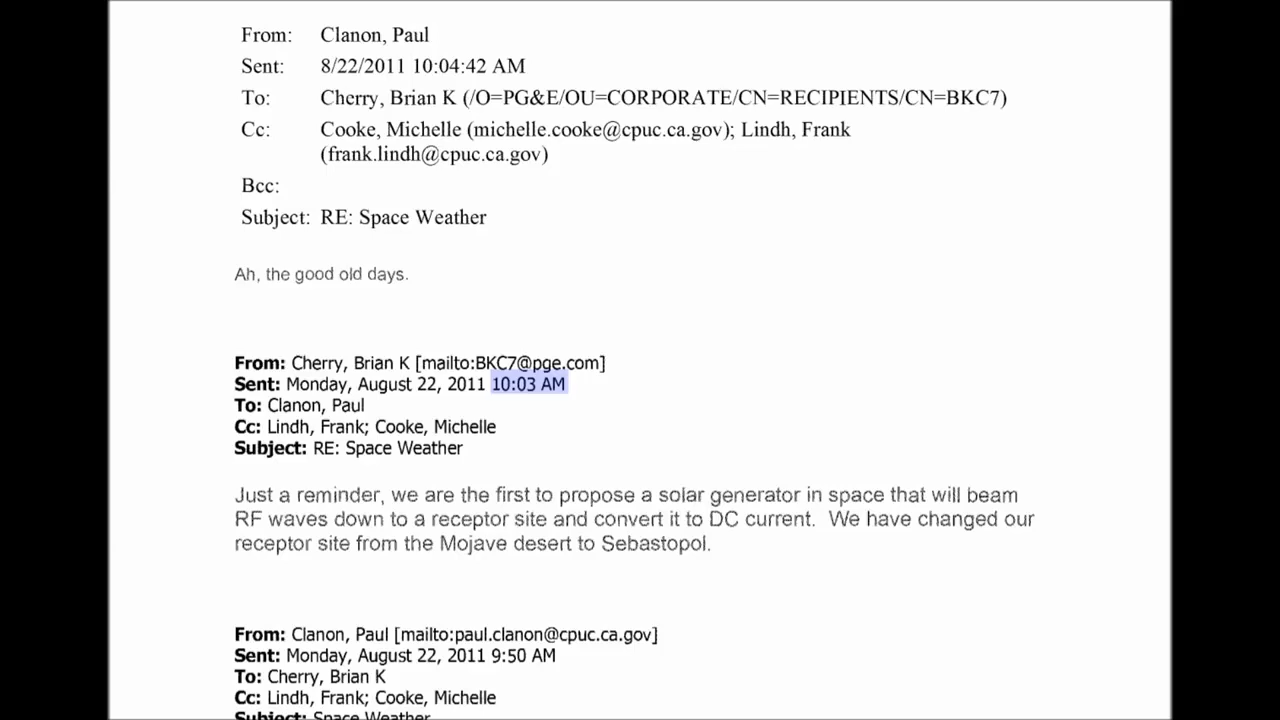 From: Clanon, Paul
Sent: 8/22/2011 10:04:42 AM
To: Cherry, Brian K (/O=PG&E/OU=CORPORATE/CN=RECIPIENTS/CN=BKC7)
Cc: Cooke, Michelle (michelle.cooke@cpuc.ca.gov); Lindh, Frank
(frank.lindh@cpuc.ca.gov)
Bcc:
Subject: RE: Space Weather
Ah, the good old days.
From: Cherry, Brian K [mailto:BKC7@pge.com]
Sent: Monday, August 22, 2011 10:03 AM
To: Clanon, Paul
Cc: Lindh, Frank; Cooke, Michelle
Subject: RE: Space Weather
Just a reminder, we are the first to propose a solar generator in space that will beam
RF waves down to a receptor site and convert it to DC current. We have changed our
receptor site from the Mojave desert to Sebastopol.
From: Clanon, Paul [mailto:paul.clanon@cpuc.ca.gov]
Sent: Monday, August 22, 2011 9:50 AM
To: Cherry, Brian K
Cc: Lindh, Frank; Cooke, Michelle
Subject: Space Weather